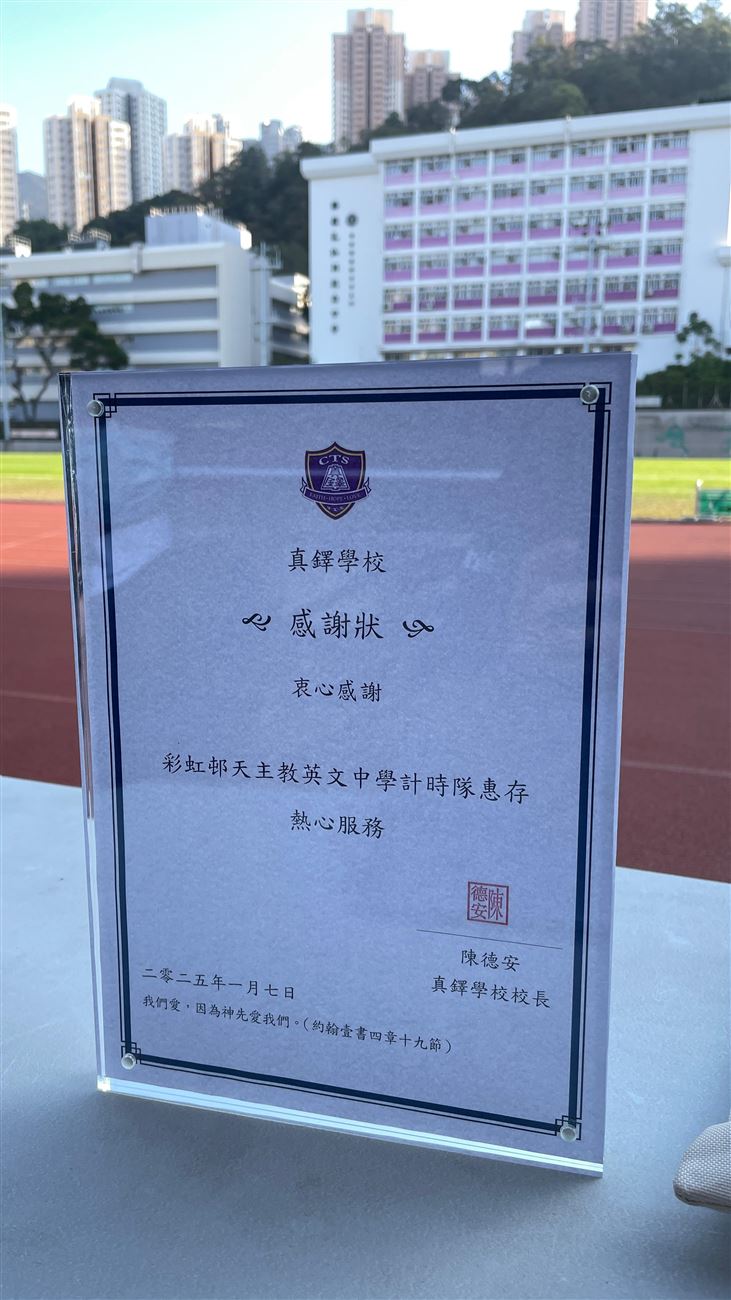 CTS
FAITH • HOPE • LOVE
真鐸學校
感謝狀
衷心感謝
彩虹邨天主教英文中學計時隊惠存
熱心服務
陳德安
陳德安
真鐸學校校長
二零二五年一月七日
我們愛，因為神先愛我們。（約翰壹書四章十九節）